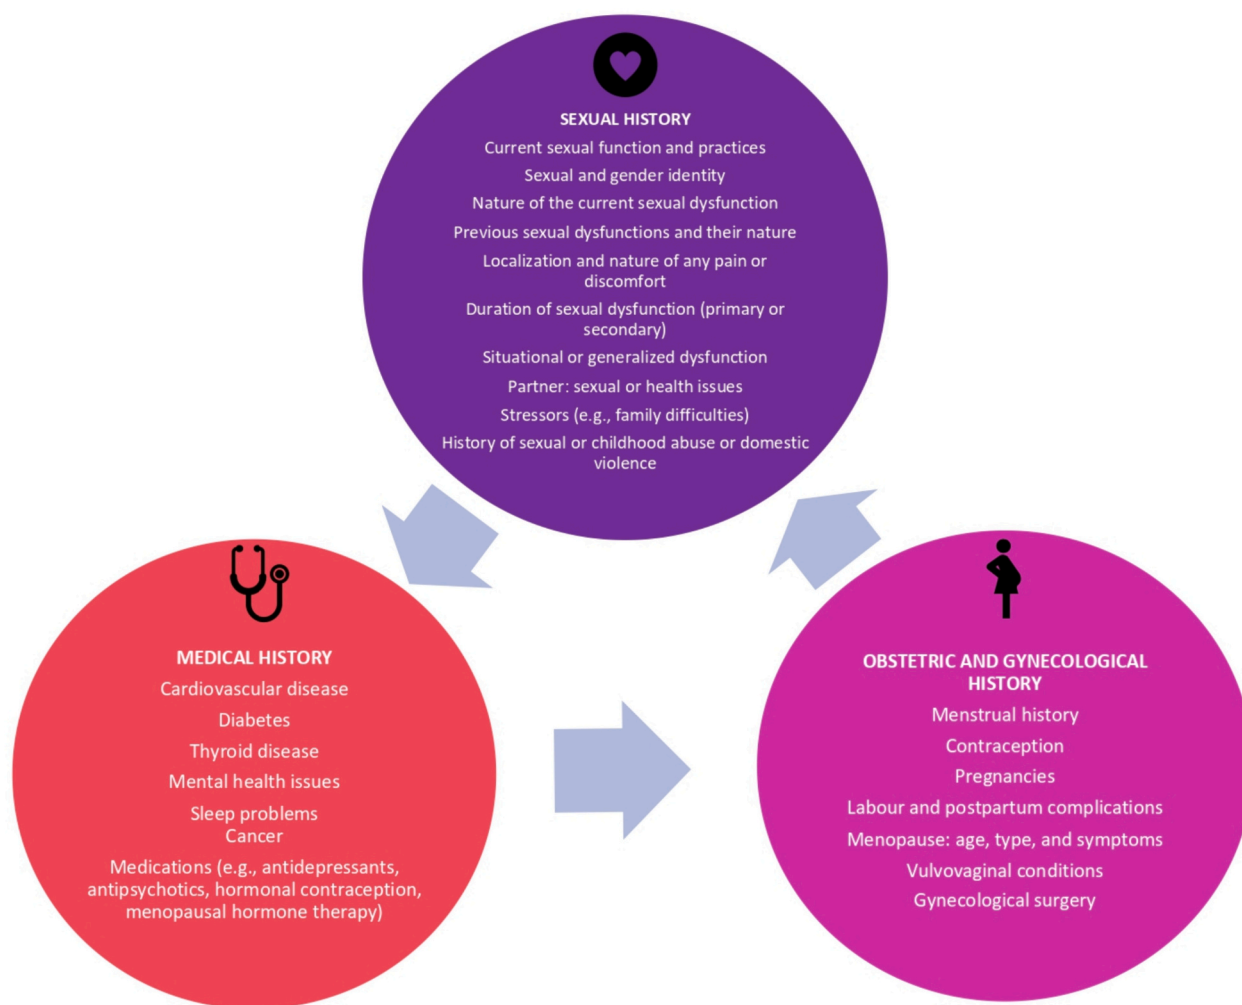 SEXUAL HISTORY
Current sexual function and practices
Sexual and gender identity
Nature of the current sexual dysfunction
Previous sexual dysfunctions and their nature
Localization and nature of any pain or
discomfort
Duration of sexual dysfunction (primary or
secondary)
Situational or generalized dysfunction
Partner: sexual or health issues
Stressors (e.g., family difficulties)
History of sexual or childhood abuse or domestic
violence
MEDICAL HISTORY
Cardiovascular disease
Diabetes
Thyroid disease
Mental health issues
Sleep problems
Cancer
Medications (e.g., antidepressants,
antipsychotics, hormonal contraception,
menopausal hormone therapy)
OBSTETRIC AND GYNECOLOGICAL
HISTORY
Menstrual history
Contraception
Pregnancies
Labour and postpartum complications
Menopause: age, type, and symptoms
Vulvovaginal conditions
Gynecological surgery